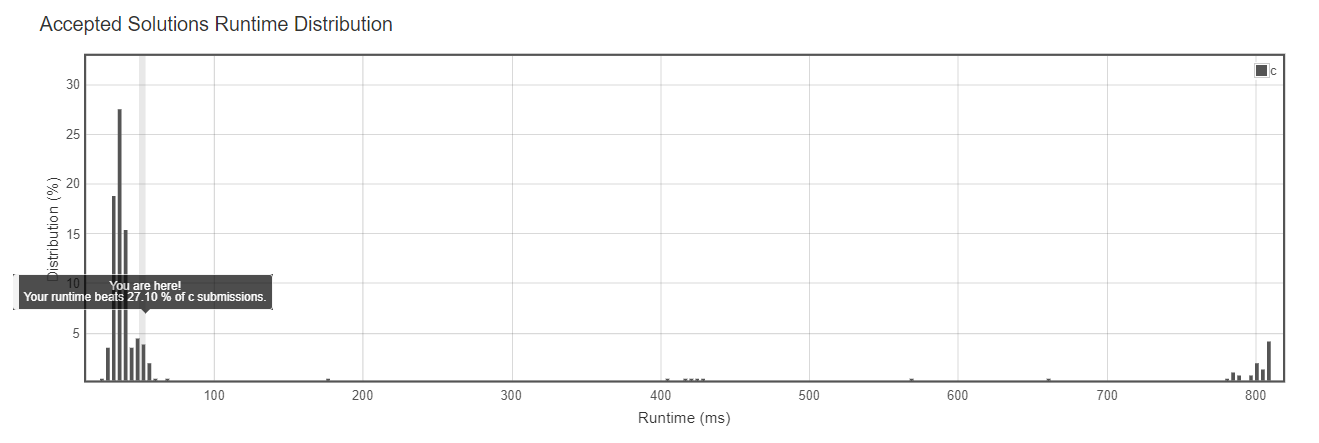 Accepted Solutions Runtime Distribution
c
30
25
20
15
10
5
Distribution (%)
You are here!
Your runtime beats 27.10 % of c submissions.
100 200 300 400 500 600 700 800
Runtime (ms)